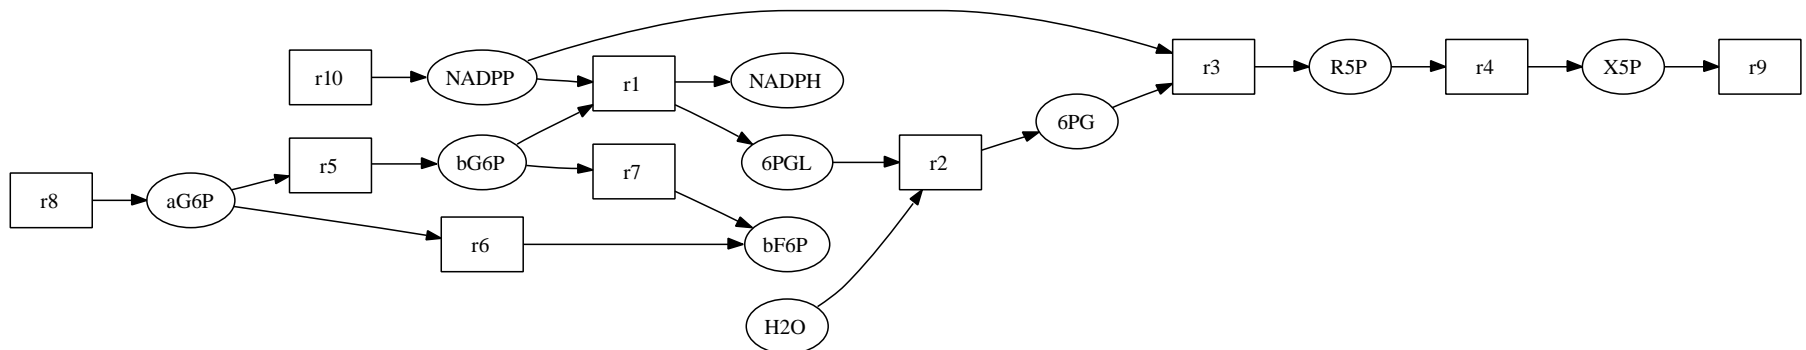 r10
NADPP
r1
NADPH
r3
R5P
r4
X5P
r9
r8
aG6P
r5
bG6P
r7
6PGL
r2
6PG
r6
bF6P
H2O